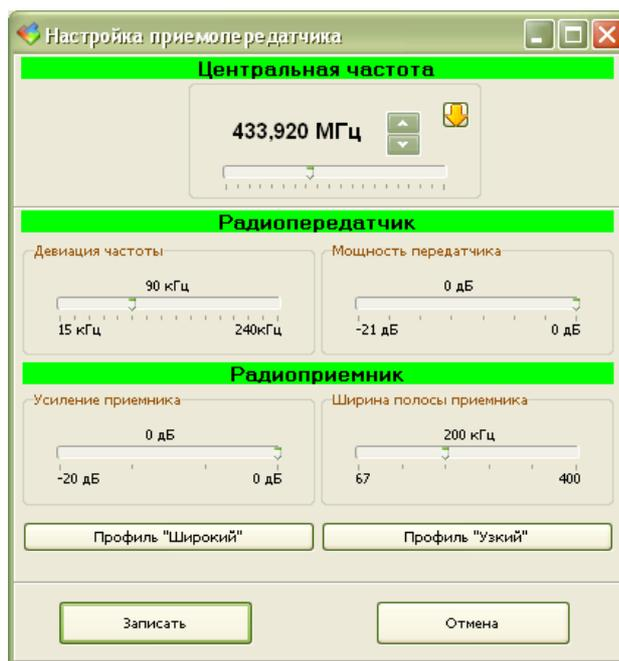 Настройка приемопередатчика
Центральная частота
433,920 МГц
Радиопередатчик
Девиация частоты
Мощность передатчика
90 кГц
0 дБ
15 кГц
240кГц
-21 дБ
0 дБ
Радиоприемник
Усиление приемника
Ширина полосы приемника
0 дБ
200 кГц
-20 дБ
0 дБ
67
400
Профиль "Широкий"
Профиль "Узкий"
Записать
Отмена